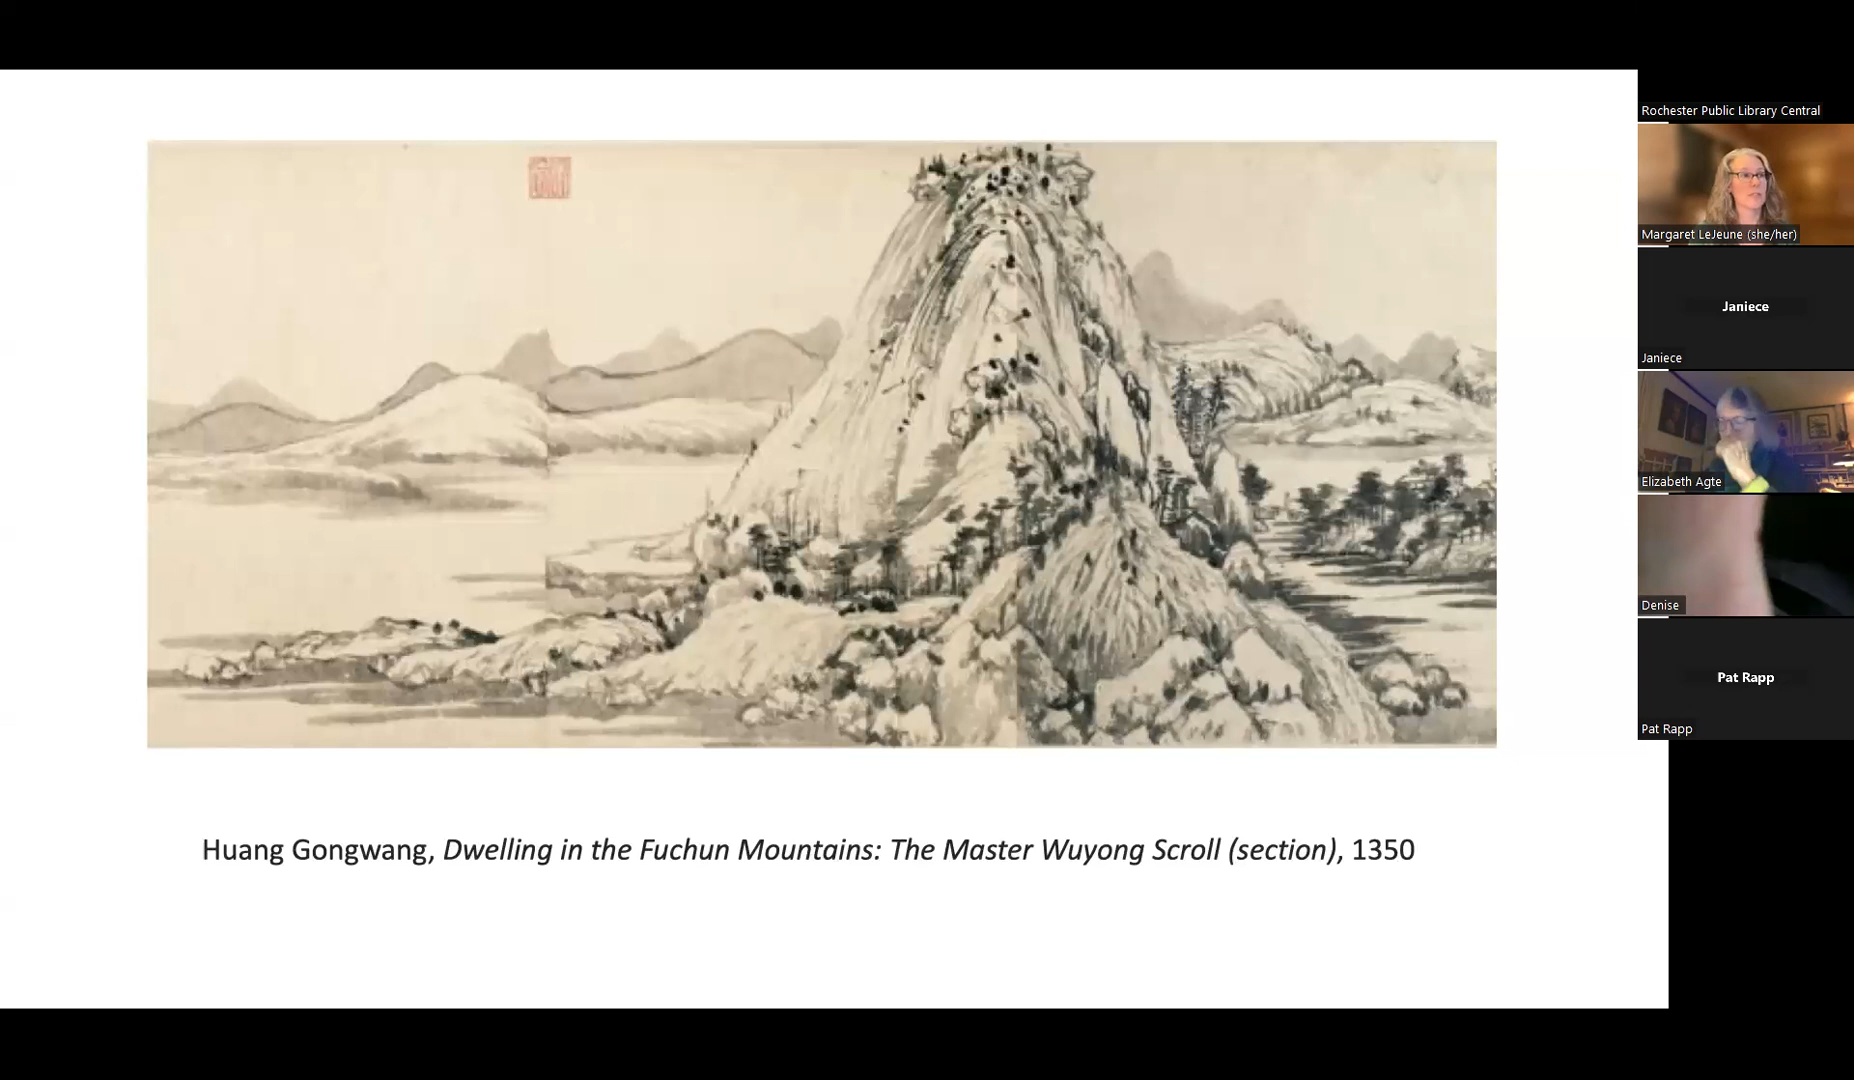 Rochester Public Library Central
Margaret LeJeune (she/her)
Janiece
Janiece
Elizabeth Agte
Denise
Pat Rapp
Pat Rapp
Huang Gongwang, Dwelling in the Fuchun Mountains: The Master Wuyong Scroll (section), 1350